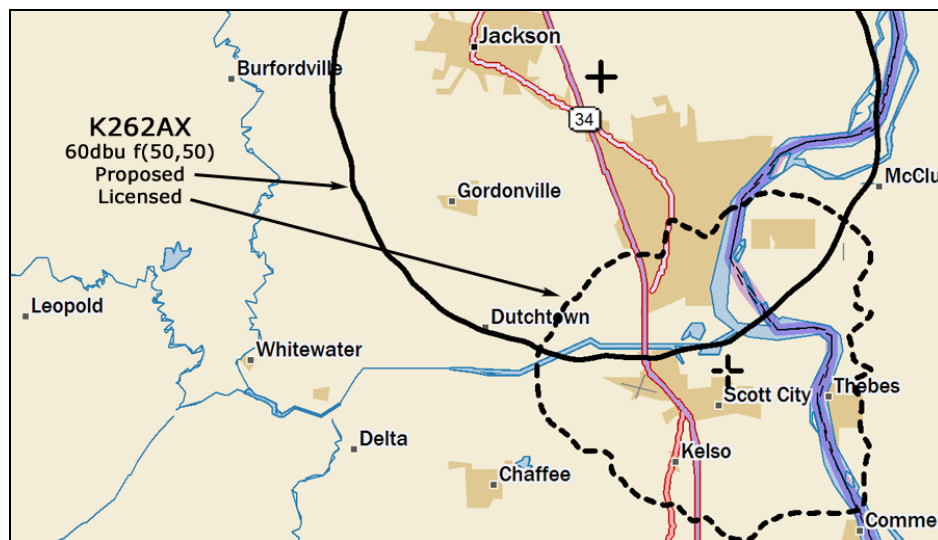 Jackson
Burfordville
K262AX
60dbu f(50,50)
Proposed
Licensed
34
McClu
Gordonville
Leopold
Dutchtown
Whitewater
Scott City
Thebes
Delta
Kelso
Chaffee
Comme